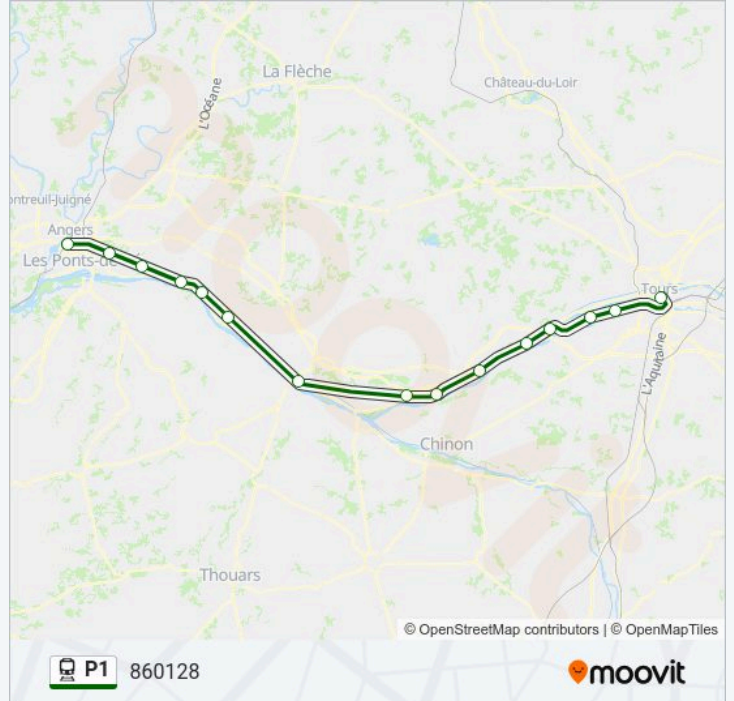 La Flèche
Château-du-Loir
L'Océane
ontreuil-Juigné
Angers
Les Ponts-de
Tours
L'Aquitaine
Chinon
Thouars
moovit
© OpenStreetMap contributors | © OpenMapTiles
P1 860128
moovit